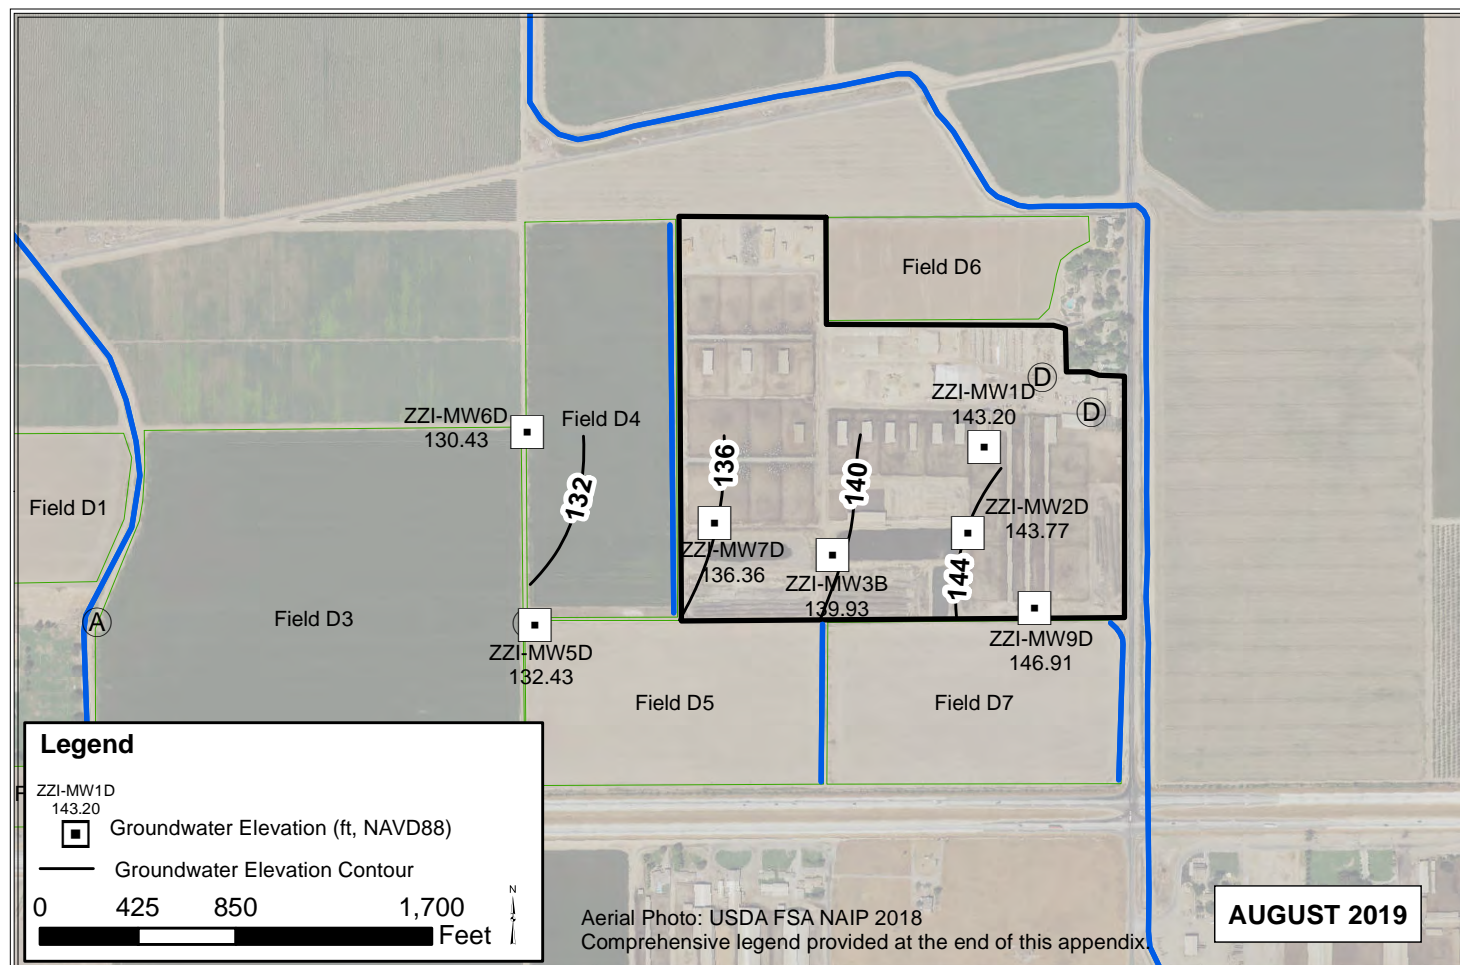 Field D6
D
ZZI-MW1D
143.20
D
ZZI-MW6D
130.43
Field D4
132
136
140
Field D1
ZZI-MW2D
143.77
ZZI-MW7D
136.36
ZZI-MW3B
139.93
144
A
Field D3
ZZI-MW5D
132.43
ZZI-MW9D
146.91
Field D5
Field D7
F
Legend
ZZI-MW1D
143.20
Groundwater Elevation (ft, NAVD88)
Groundwater Elevation Contour
0 425 850 1,700
Feet
N
Aerial Photo: USDA FSA NAIP 2018
Comprehensive legend provided at the end of this appendix.
AUGUST 2019